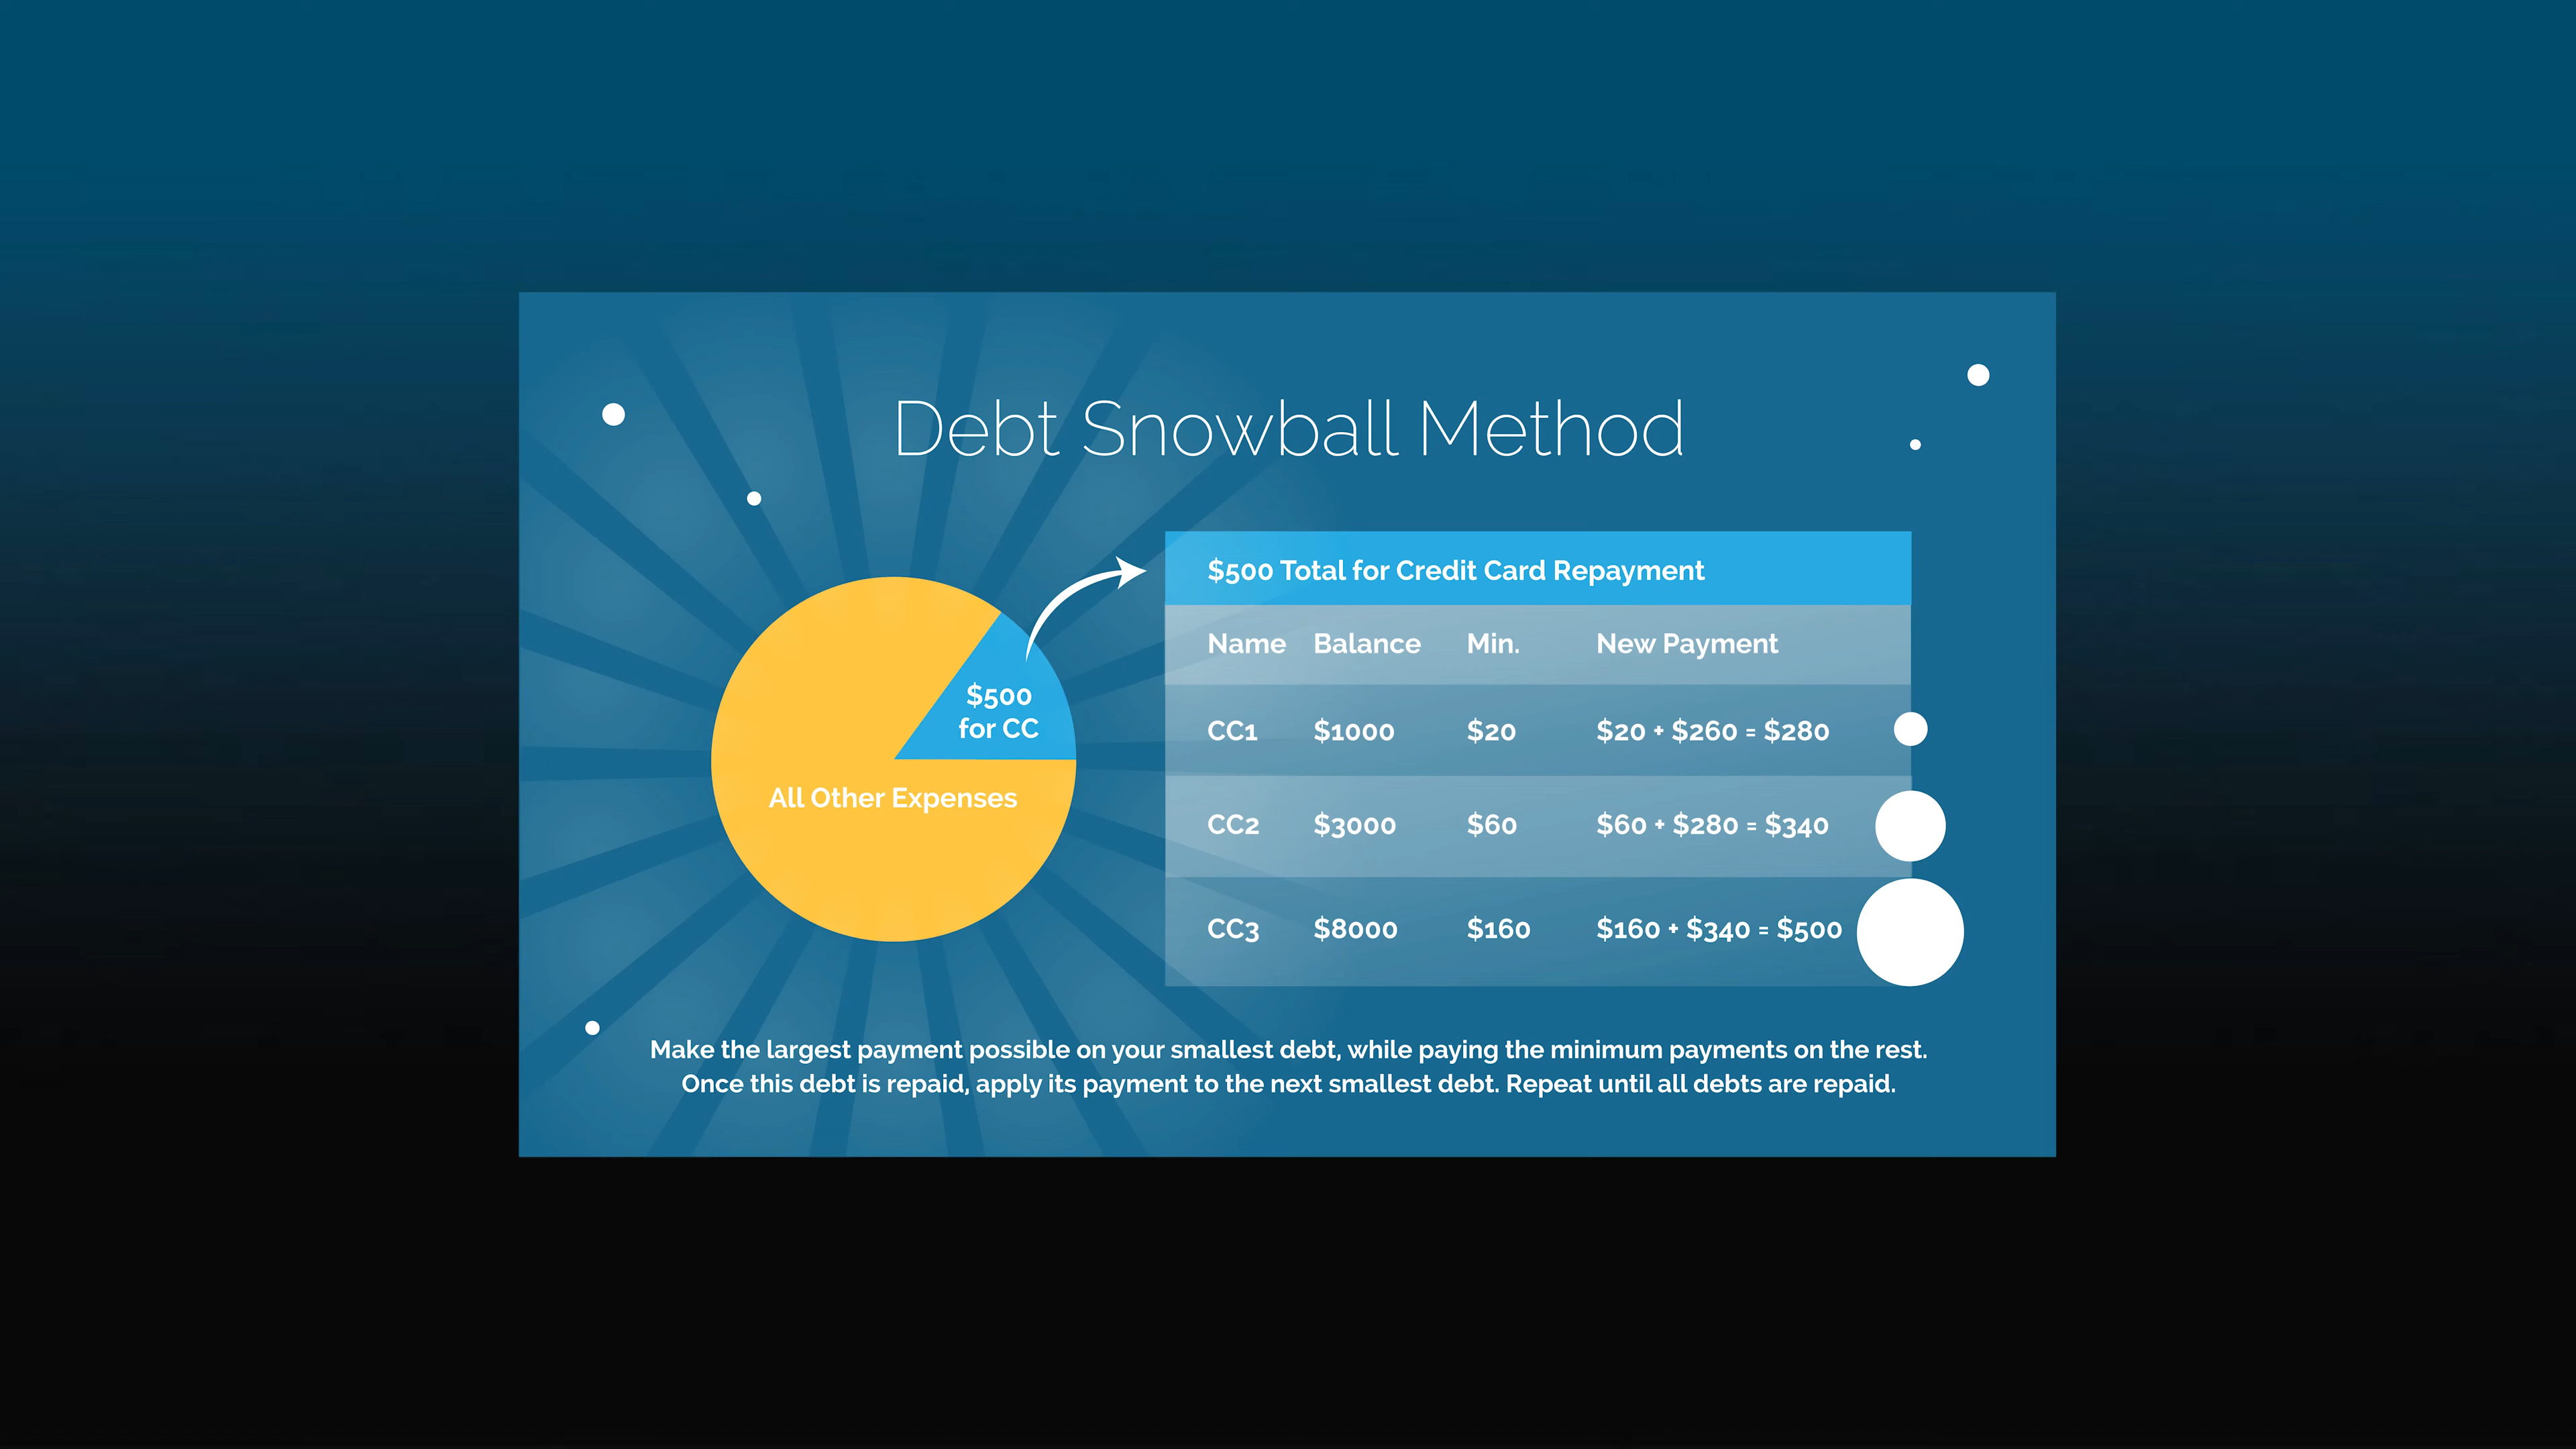 Debt Snowball Method
$500
for CC
All Other Expenses
$500 Total for Credit Card Repayment
Name Balance Min. New Payment
CC1 $1000 $20 $20 + $260 = $280
CC2 $3000 $60 $60 + $280 = $340
CC3 $8000 $160 $160 + $340 = $500
Make the largest payment possible on your smallest debt, while paying the minimum payments on the rest.
Once this debt is repaid, apply its payment to the next smallest debt. Repeat until all debts are repaid.